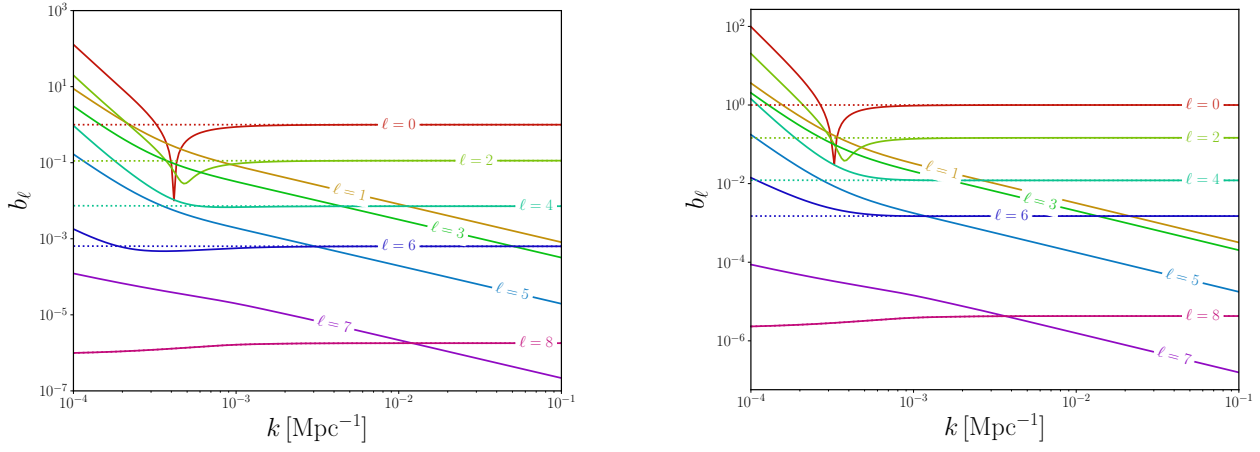 10^1
10^{-1}
10^{-3}
10^{-5}
10^{-7}
b_ℓ
ℓ = 0
ℓ = 2
ℓ = 1
ℓ = 4
ℓ = 3
ℓ = 6
ℓ = 5
ℓ = 7
ℓ = 8
10^{-4}
10^{-3}
10^{-2}
10^{-1}
k [Mpc^{-1}]
10^2
10^0
10^{-2}
10^{-4}
10^{-6}
b_ℓ
ℓ = 0
ℓ = 2
ℓ = 1
ℓ = 4
ℓ = 3
ℓ = 6
ℓ = 5
ℓ = 8
ℓ = 7
10^{-4}
10^{-3}
10^{-2}
10^{-1}
k [Mpc^{-1}]